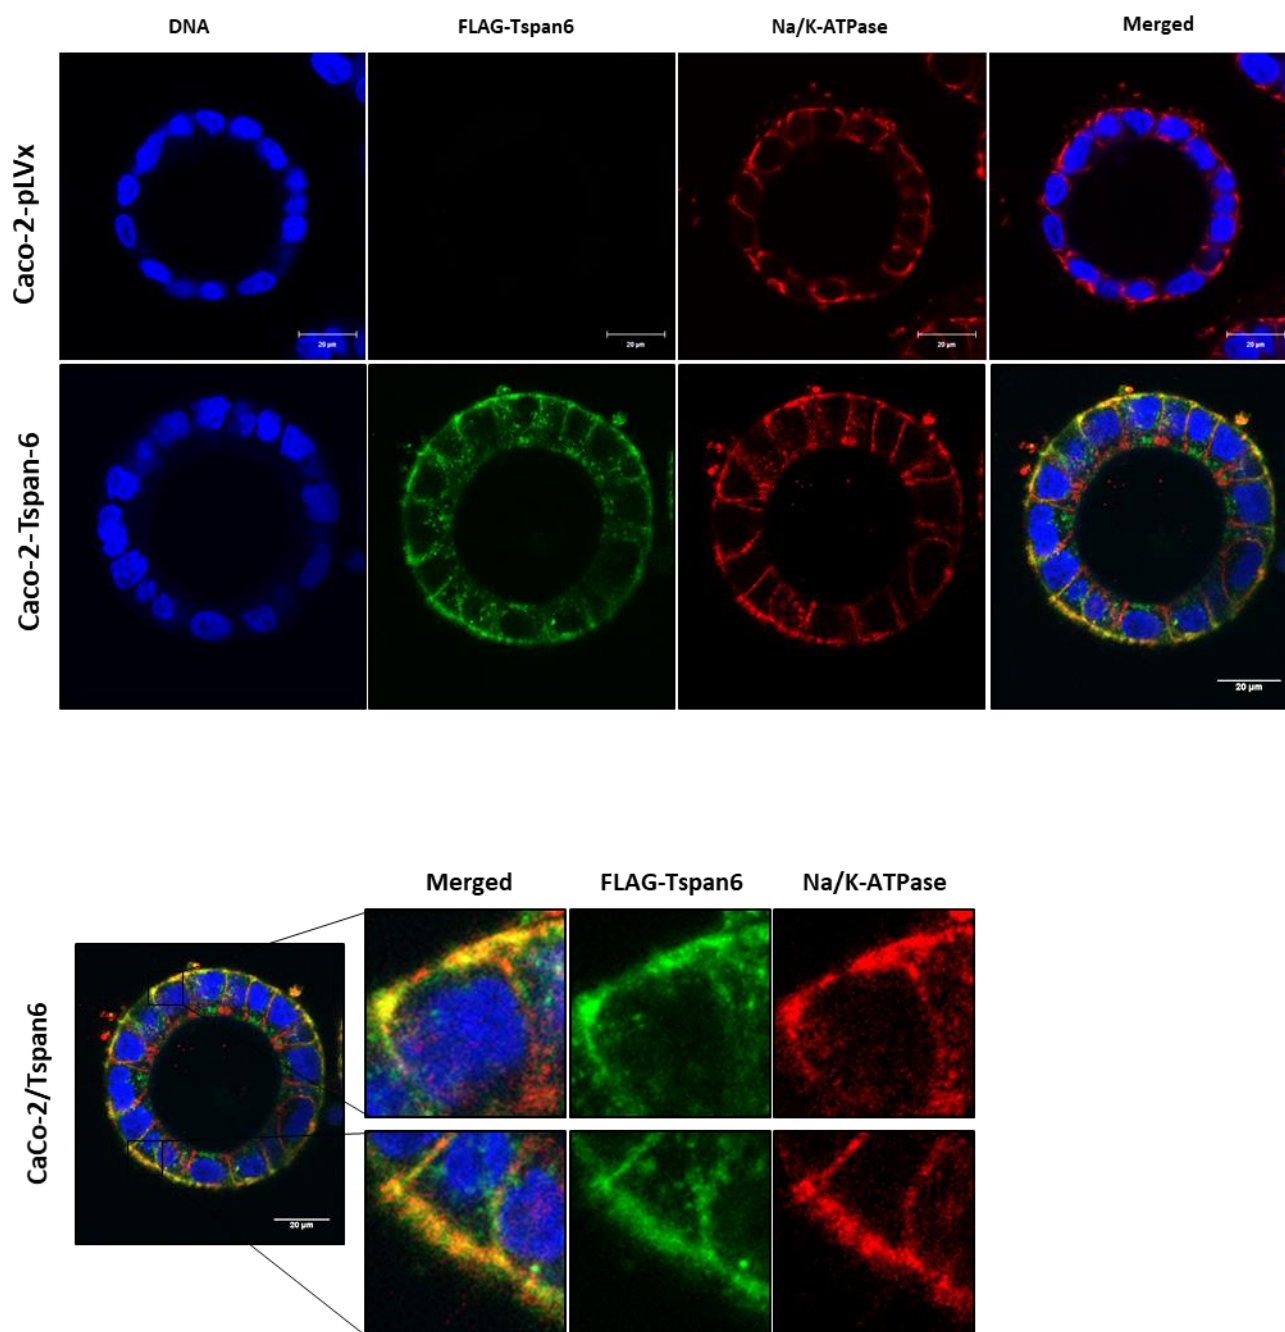 DNA FLAG-Tspan6 Na/K-ATPase Merged
Caco-2-pLVx
20 µm 20 µm 20 µm 20 µm
Caco-2-Tspan-6
20 µm
Merged FLAG-Tspan6 Na/K-ATPase
CaCo-2/Tspan6
20 µm